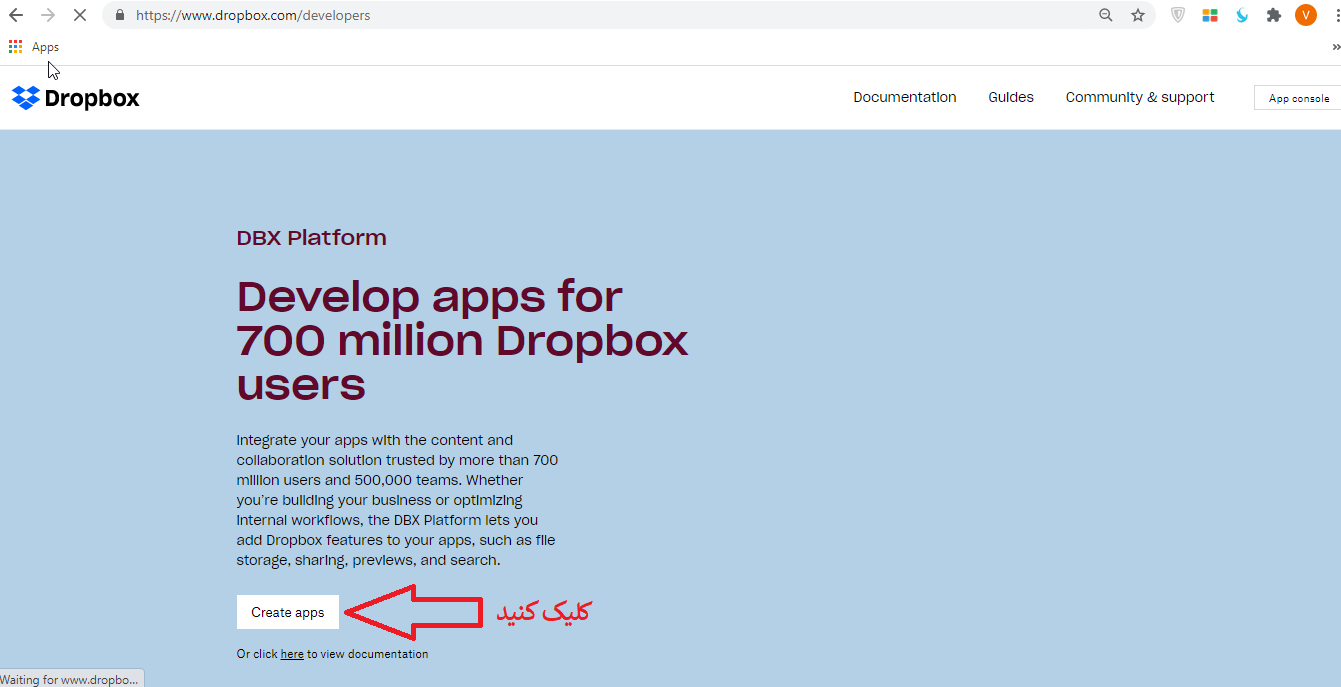 https://www.dropbox.com/developers
V
Apps
»
Dropbox
Documentation
Guides
Community & support
App console
DBX Platform
Develop apps for
700 million Dropbox
users
Integrate your apps with the content and
collaboration solution trusted by more than 700
million users and 500,000 teams. Whether
you're building your business or optimizing
internal workflows, the DBX Platform lets you
add Dropbox features to your apps, such as file
storage, sharing, previews, and search.
Create apps
کلیک کنید
Or click here to view documentation
Waiting for www.dropbo...